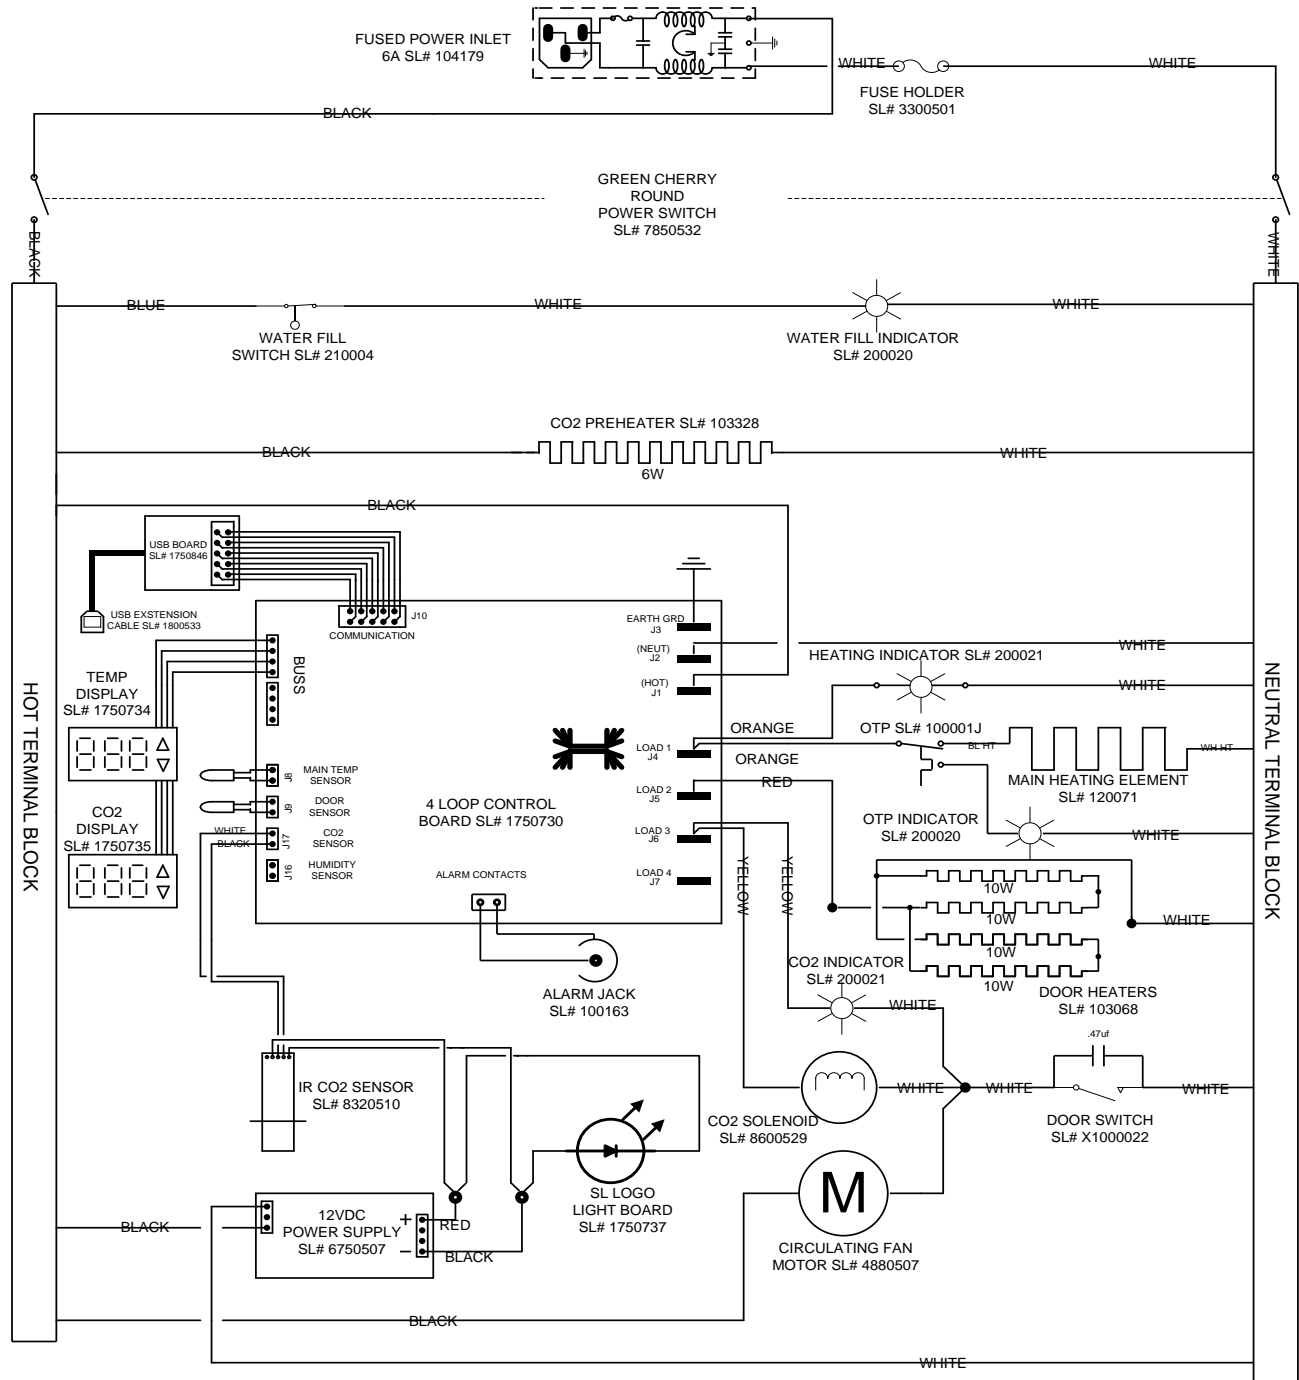 FUSED POWER INLET
6A SL# 104179
WHITE
WHITE
FUSE HOLDER
SL# 3300501
BLACK
GREEN CHERRY
ROUND
POWER SWITCH
SL# 7850532
BLACK
WHITE
BLUE
WHITE
WHITE
WATER FILL
SWITCH SL# 210004
WATER FILL INDICATOR
SL# 200020
CO2 PREHEATER SL# 103328
BLACK
WHITE
6W
BLACK
USB BOARD
SL# 1750846
USB EXSTENSION
CABLE SL# 1800533
J10
COMMUNICATION
EARTH GRD
J3
(NEUT)
J2
WHITE
HEATING INDICATOR SL# 200021
BUSS
TEMP
DISPLAY
SL# 1750734
(HOT)
J1
WHITE
HOT TERMINAL BLOCK
NEUTRAL TERMINAL BLOCK
ORANGE
OTP SL# 100001J
LOAD 1
J4
BL HT
WH HT
ORANGE
J8
MAIN TEMP
SENSOR
RED
MAIN HEATING ELEMENT
SL# 120071
LOAD 2
J5
J9
DOOR
SENSOR
4 LOOP CONTROL
BOARD SL# 1750730
CO2
DISPLAY
SL# 1750735
OTP INDICATOR
SL# 200020
WHITE
BLACK
J17
CO2
SENSOR
LOAD 3
J6
WHITE
J16
HUMIDITY
SENSOR
ALARM CONTACTS
LOAD 4
J7
YELLOW
YELLOW
10W
10W
WHITE
10W
10W
CO2 INDICATOR
SL# 200021
DOOR HEATERS
SL# 103068
ALARM JACK
SL# 100163
WHITE
.47uf
IR CO2 SENSOR
SL# 8320510
WHITE
WHITE
WHITE
CO2 SOLENOID
SL# 8600529
DOOR SWITCH
SL# X1000022
SL LOGO
LIGHT BOARD
SL# 1750737
M
12VDC
POWER SUPPLY
SL# 6750507
+
−
RED
BLACK
BLACK
CIRCULATING FAN
MOTOR SL# 4880507
BLACK
WHITE